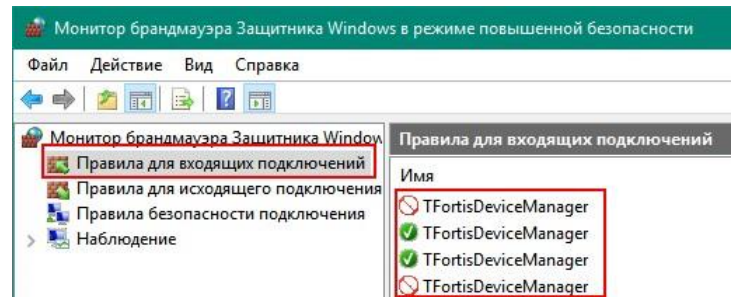 Монитор брандмауэра Защитника Windows в режиме повышенной безопасности
Файл Действие Вид Справка
Монитор брандмауэра Защитника Window
Правила для входящих подключений
Правила для исходящего подключения
Правила безопасности подключения
Наблюдение
Правила для входящих подключений
Имя
TFortisDeviceManager
TFortisDeviceManager
TFortisDeviceManager
TFortisDeviceManager